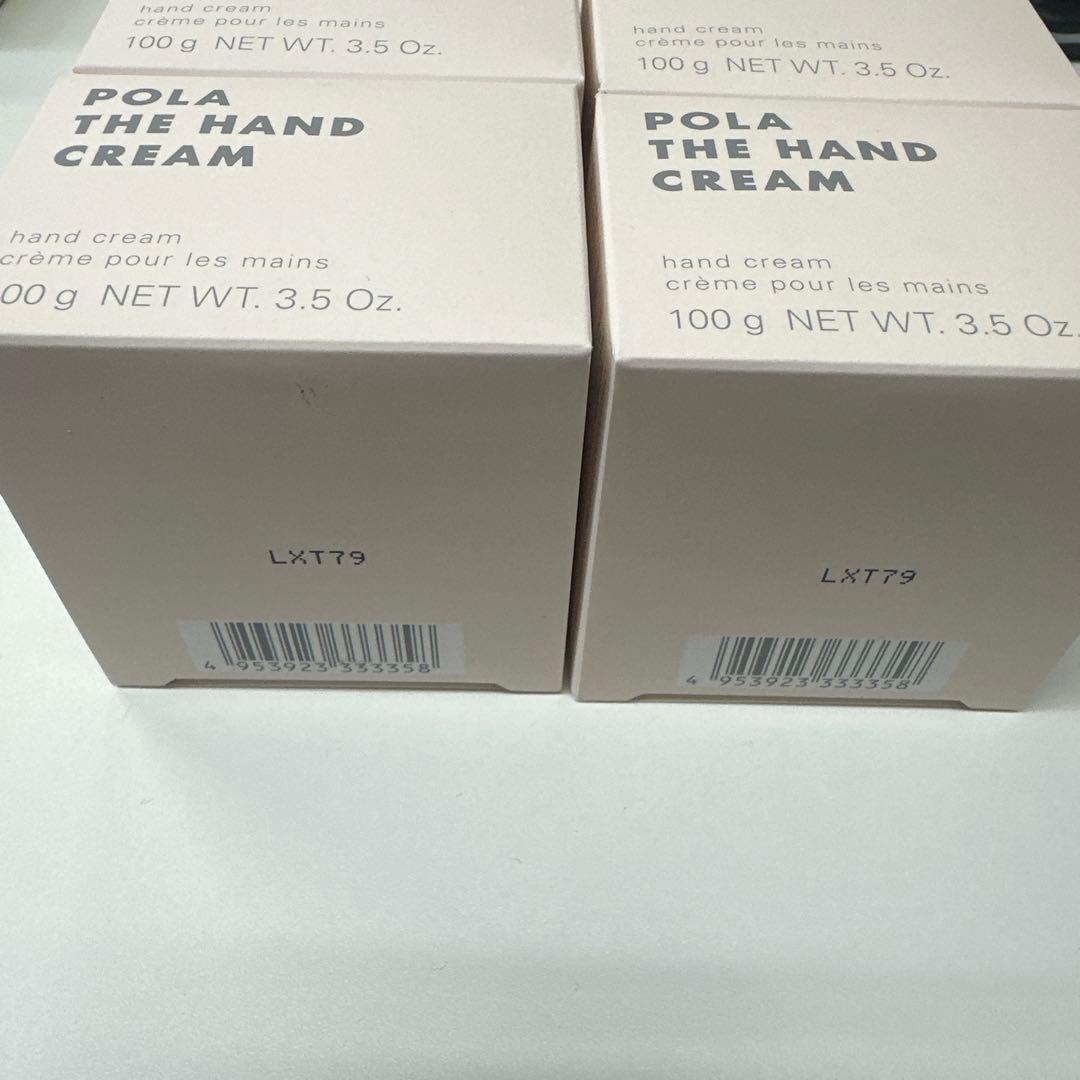 hand cream
crème pour les mains
100 g NET WT. 3.5 Oz.
hand cream
crème pour les mains
100 g NET WT. 3.5 Oz.
POLA
THE HAND
CREAM
hand cream
crème pour les mains
00 g NET WT. 3.5 Oz.
LXT79
4 953923 333358
POLA
THE HAND
CREAM
hand cream
crème pour les mains
100 g NET WT. 3.5 Oz.
LXT79
4 953923 333358